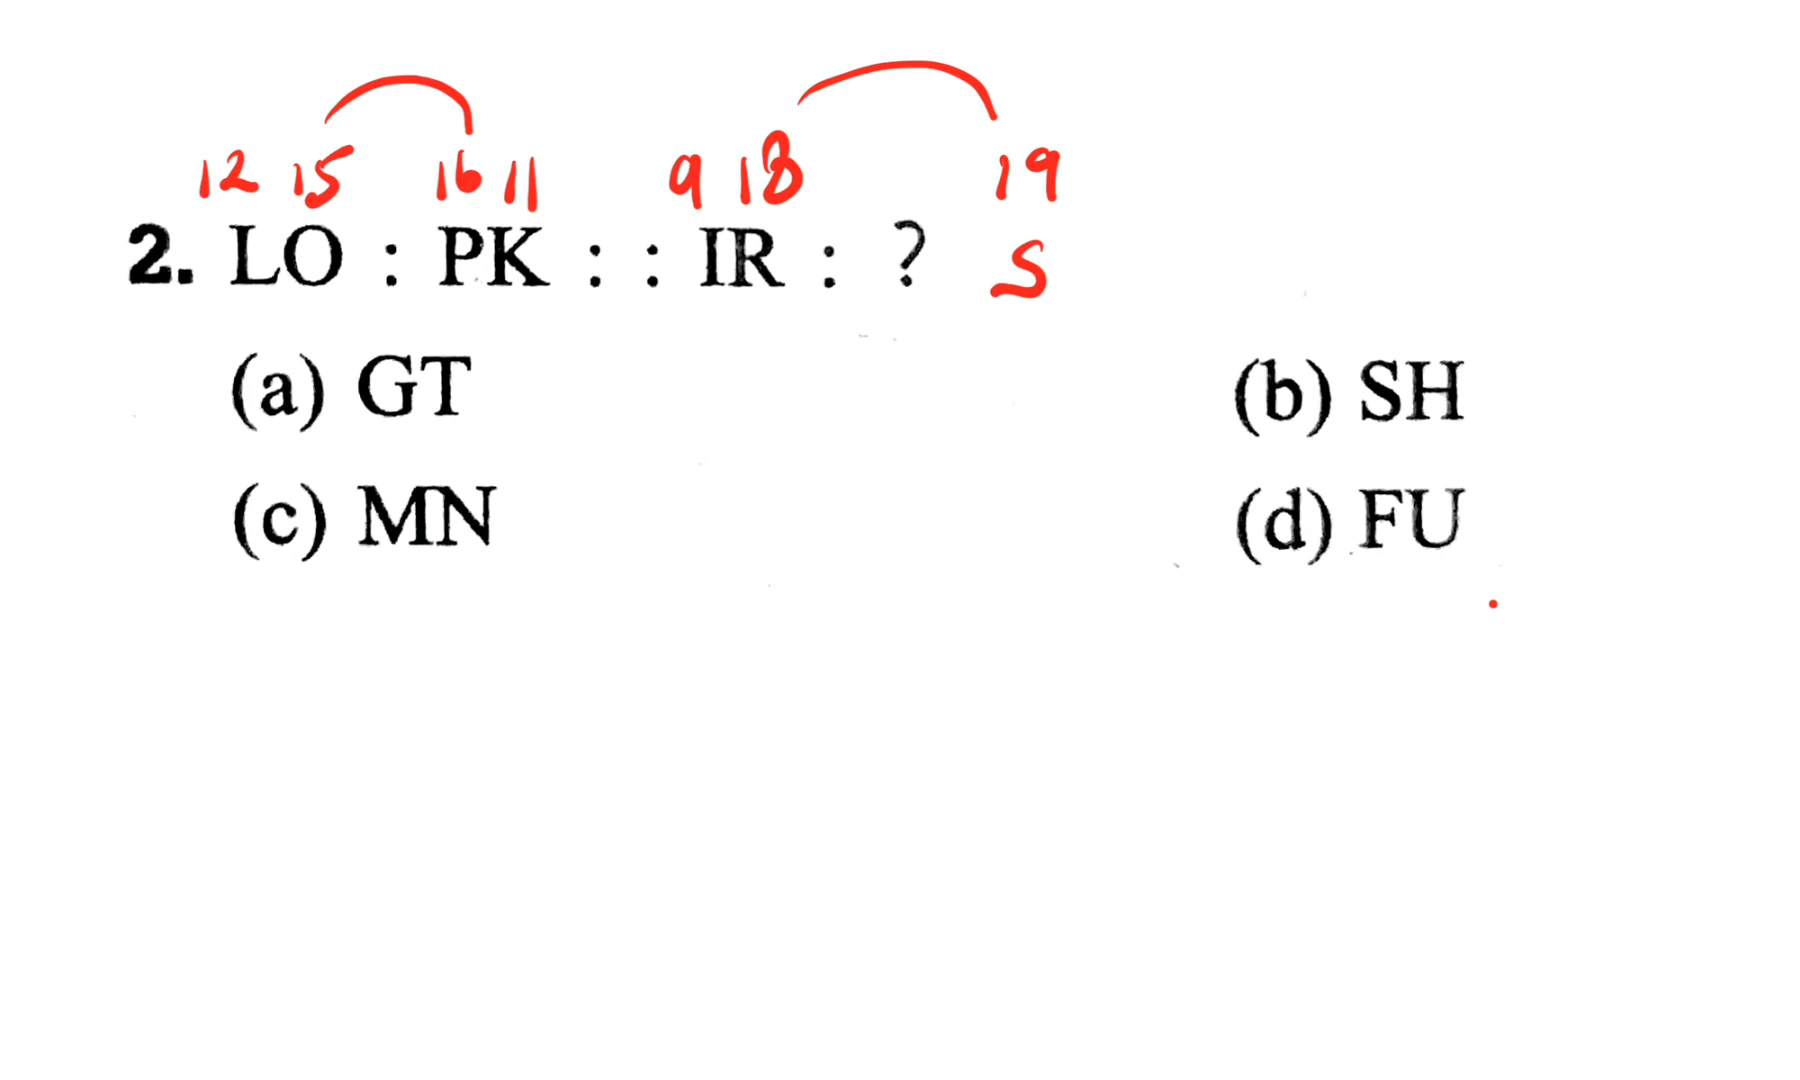 12 15 16 11 9 18 19
2. LO : PK : : IR : ? S
(a) GT (b) SH
(c) MN (d) FU